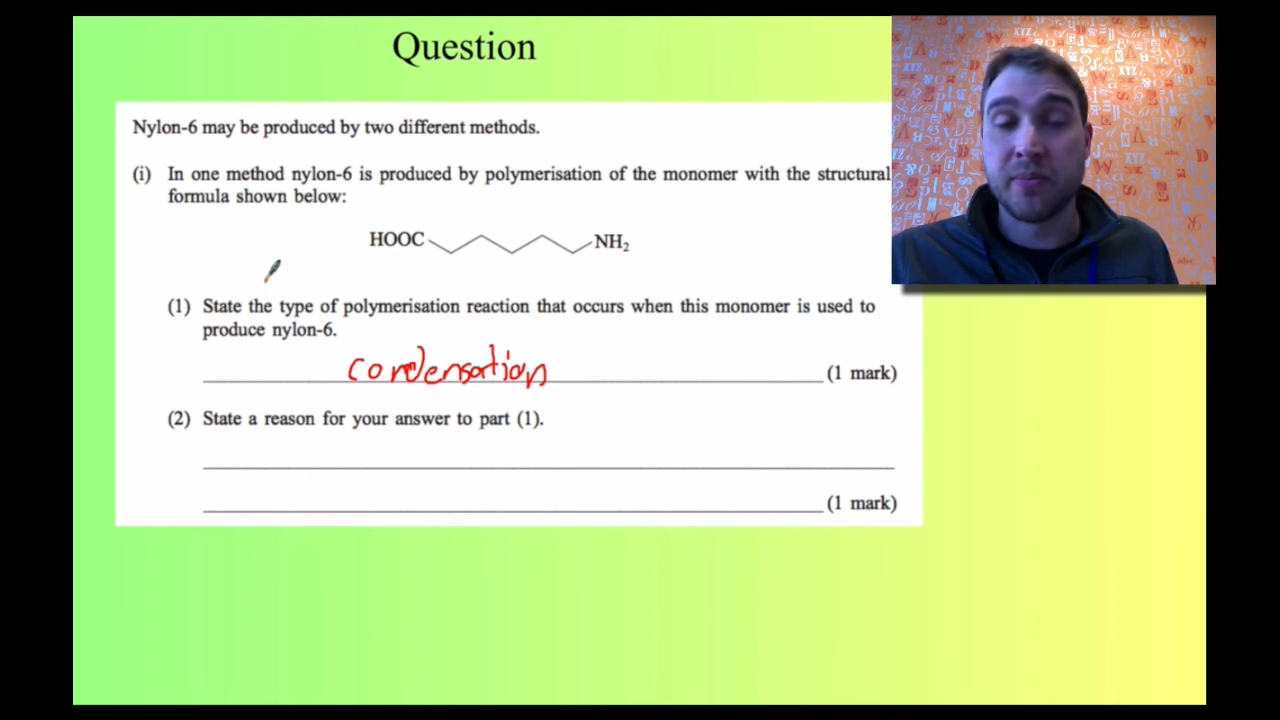 Question
Nylon-6 may be produced by two different methods.
(i) In one method nylon-6 is produced by polymerisation of the monomer with the structural
formula shown below:
HOOC NH₂
(1) State the type of polymerisation reaction that occurs when this monomer is used to
produce nylon-6.
condensation (1 mark)
(2) State a reason for your answer to part (1).
(1 mark)